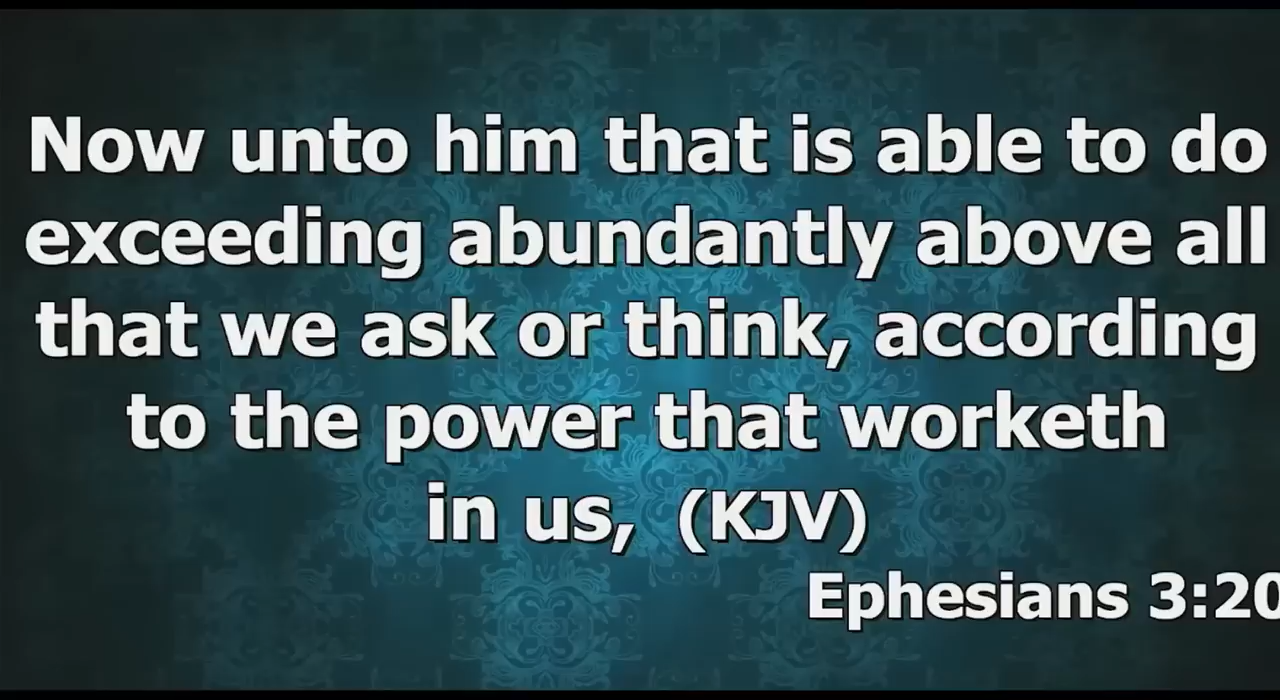 Now unto him that is able to do
exceeding abundantly above all
that we ask or think, according
to the power that worketh
in us, (KJV)
Ephesians 3:20